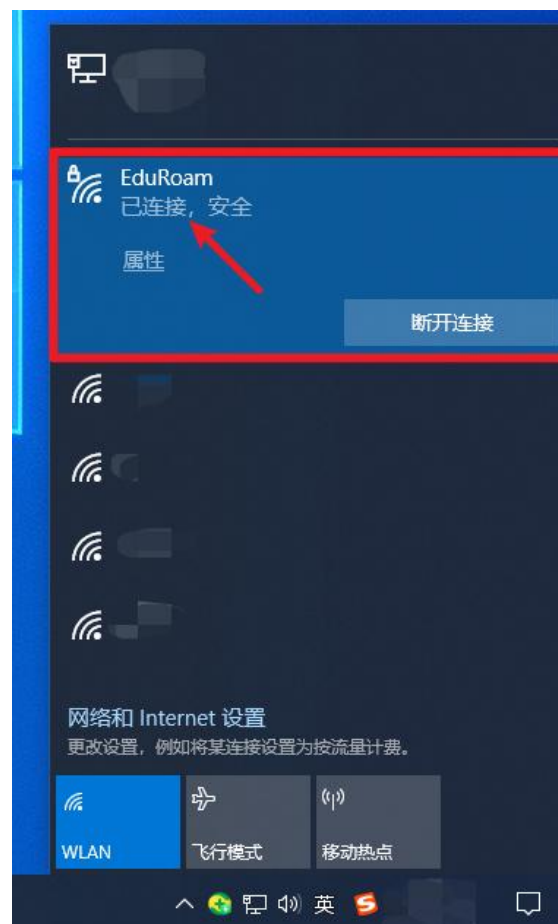 EduRoam
已连接，安全
属性
断开连接
网络和 Internet 设置
更改设置，例如将某连接设置为按流量计费。
WLAN
飞行模式
移动热点
英